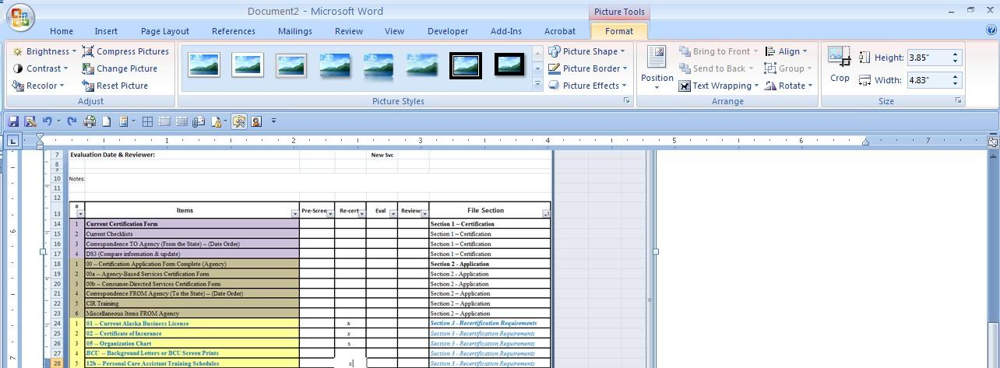 Document2 - Microsoft Word
Picture Tools
Home Insert Page Layout References Mailings Review View Developer Add-Ins Acrobat Format
Brightness Compress Pictures Picture Shape Bring to Front Align Height: 3.85"
Contrast Change Picture Picture Border Position Send to Back Group Crop
Recolor Reset Picture Picture Effects Text Wrapping Rotate Width: 4.83"
Adjust Picture Styles Arrange Size
1 2 3 4 5 6 7
7 Evaluation Date & Reviewer: New Svc
8
9
10 Notes:
11
12
#
13 Items Pre-Scree Re-cert Eval Review File Section
14 1 Current Certification Form Section 1 – Certification
15 2 Current Checklists Section 1 – Certification
16 3 Correspondence TO Agency (From the State) -- (Date Order) Section 1 – Certification
17 4 DS3 (Compare information & update) Section 1 – Certification
18 1 00 -- Certification Application Form Complete (Agency) Section 2 - Application
19 2 00a -- Agency-Based Services Certification Form Section 2 - Application
20 3 00b -- Consumer-Directed Services Certification Form Section 2 - Application
21 4 Correspondence FROM Agency (To the State) -- (Date Order) Section 2 – Application
22 5 CIR Training Section 2 – Application
23 6 Miscellaneous Items FROM Agency Section 2 – Application
24 1 01 -- Current Alaska Business License x Section 3 - Recertification Requirements
25 2 02 -- Certificate of Insurance x Section 3 - Recertification Requirements
26 3 05 -- Organization Chart x Section 3 - Recertification Requirements
27 4 BCU -- Background Letters or BCU Screen Prints Section 3 - Recertification Requirements
28 5 12b -- Personal Care Assistant Training Schedules x Section 3 - Recertification Requirements